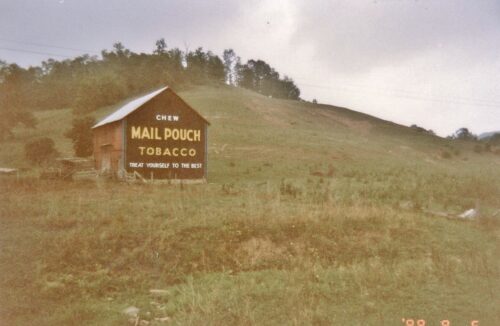 CHEW
MAIL POUCH
TOBACCO
TREAT YOURSELF TO THE BEST